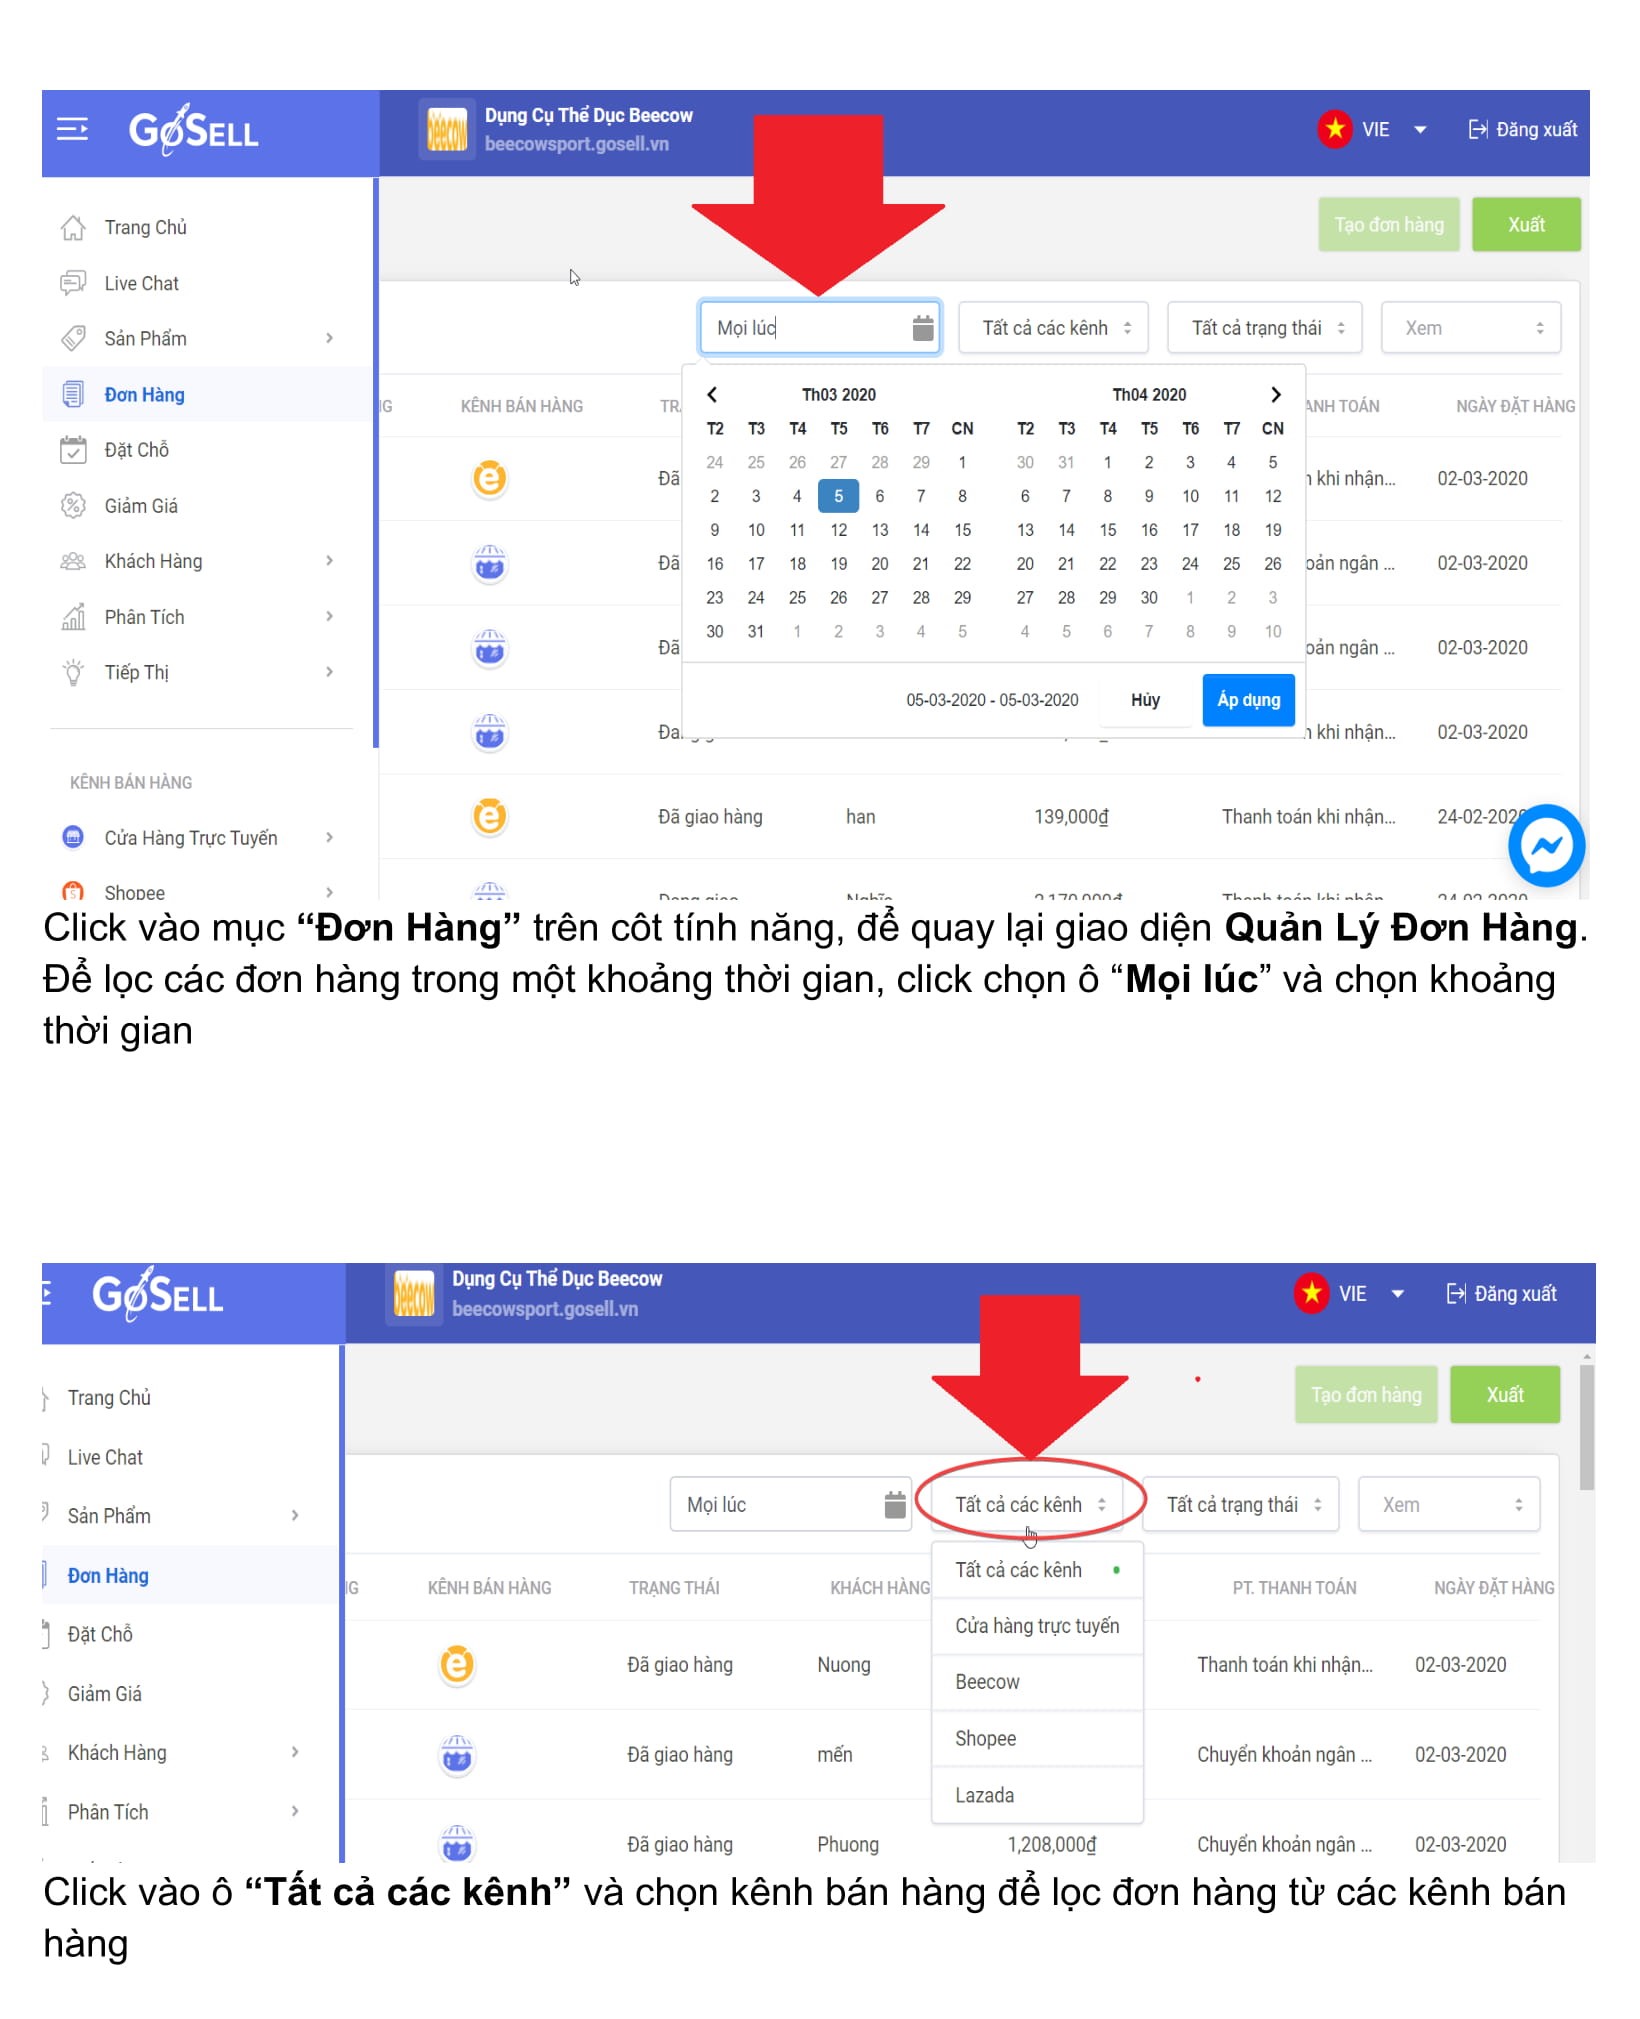 GoSELL
Dụng Cụ Thể Dục Beecow
beecowsport.gosell.vn
VIE
Đăng xuất
Trang Chủ
Live Chat
Sản Phẩm
Đơn Hàng
Đặt Chỗ
Giảm Giá
Khách Hàng
Phân Tích
Tiếp Thị
KÊNH BÁN HÀNG
Cửa Hàng Trực Tuyến
Shopee
Tạo đơn hàng Xuất
Mọi lúc Tất cả các kênh Tất cả trạng thái Xem
KÊNH BÁN HÀNG NGÀY ĐẶT HÀNG
Th03 2020 Th04 2020
T2 T3 T4 T5 T6 T7 CN T2 T3 T4 T5 T6 T7 CN
24 25 26 27 28 29 1 30 31 1 2 3 4 5
2 3 4 5 6 7 8 6 7 8 9 10 11 12
9 10 11 12 13 14 15 13 14 15 16 17 18 19
16 17 18 19 20 21 22 20 21 22 23 24 25 26
23 24 25 26 27 28 29 27 28 29 30 1 2 3
30 31 1 2 3 4 5 4 5 6 7 8 9 10
05-03-2020 - 05-03-2020 Hủy Áp dụng
Đã khi nhận... 02-03-2020
Đã ngân ... 02-03-2020
Đã ngân ... 02-03-2020
khi nhận... 02-03-2020
Đã giao hàng han 139,000₫ Thanh toán khi nhận... 24-02-202
Click vào mục “Đơn Hàng” trên côt tính năng, để quay lại giao diện Quản Lý Đơn Hàng.
Để lọc các đơn hàng trong một khoảng thời gian, click chọn ô “Mọi lúc” và chọn khoảng
thời gian
GoSELL
Dụng Cụ Thể Dục Beecow
beecowsport.gosell.vn
VIE
Đăng xuất
Trang Chủ
Live Chat
Sản Phẩm
Đơn Hàng
Đặt Chỗ
Giảm Giá
Khách Hàng
Phân Tích
Tạo đơn hàng Xuất
Mọi lúc Tất cả các kênh Tất cả trạng thái Xem
Tất cả các kênh
Cửa hàng trực tuyến
Beecow
Shopee
Lazada
KÊNH BÁN HÀNG TRẠNG THÁI KHÁCH HÀNG PT. THANH TOÁN NGÀY ĐẶT HÀNG
Đã giao hàng Nuong Thanh toán khi nhận... 02-03-2020
Đã giao hàng mến Chuyển khoản ngân ... 02-03-2020
Đã giao hàng Phuong 1,208,000₫ Chuyển khoản ngân ... 02-03-2020
Click vào ô “Tất cả các kênh” và chọn kênh bán hàng để lọc đơn hàng từ các kênh bán
hàng